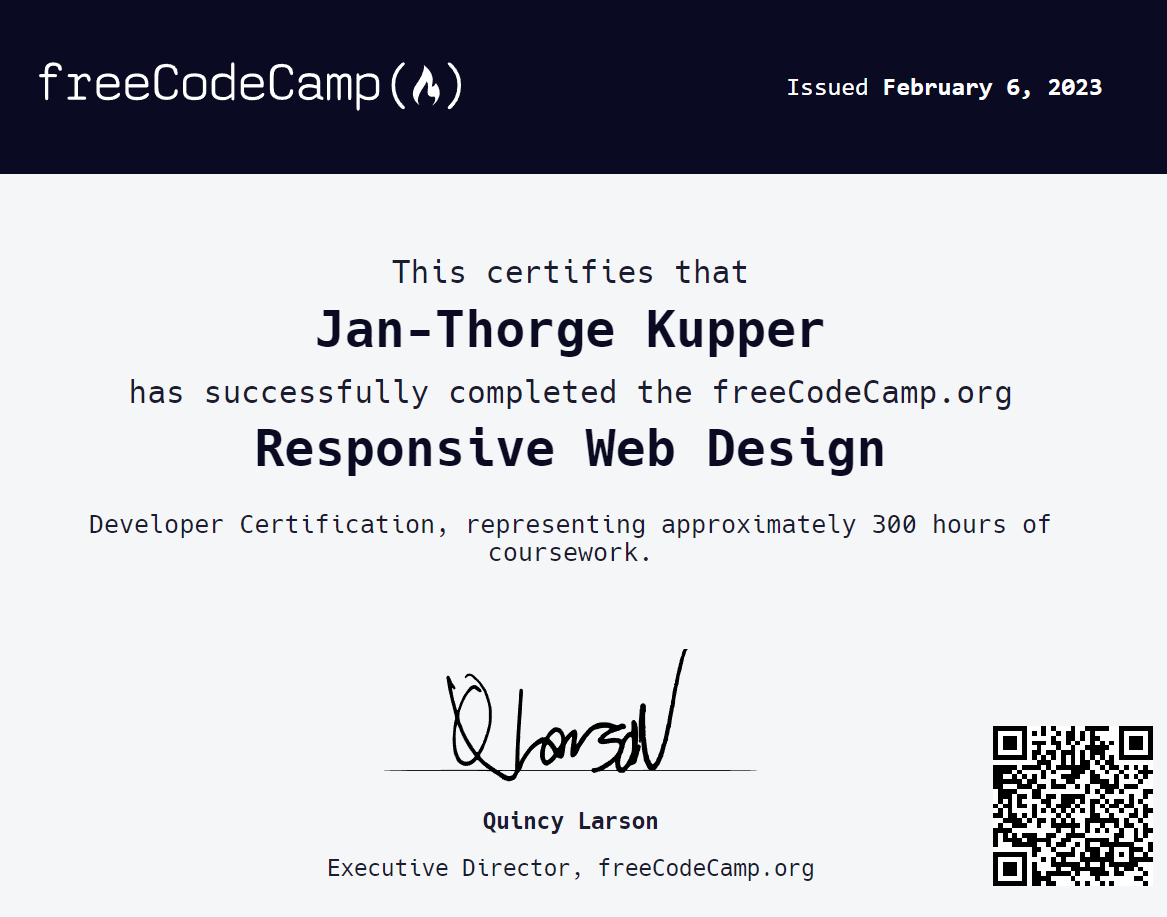 freeCodeCamp(🔥)
Issued February 6, 2023
This certifies that
Jan-Thorge Kupper
has successfully completed the freeCodeCamp.org
Responsive Web Design
Developer Certification, representing approximately 300 hours of
coursework.
Q Larson
Quincy Larson
Executive Director, freeCodeCamp.org